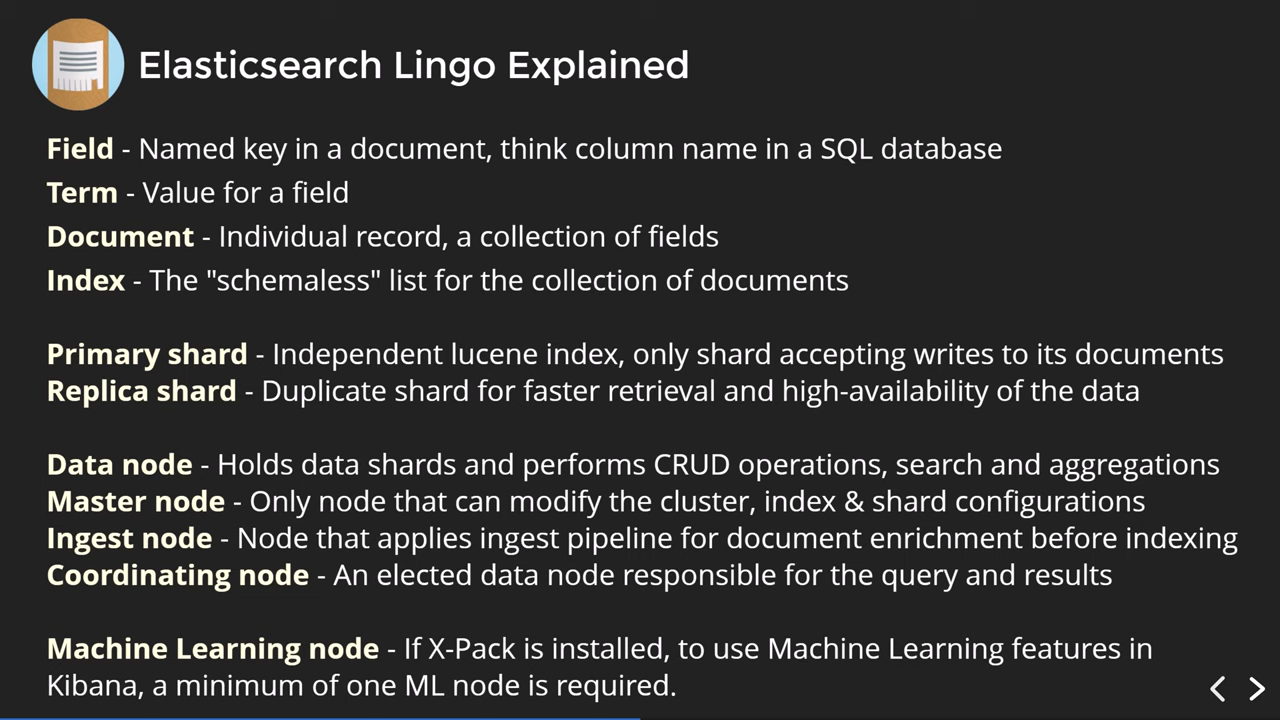 Elasticsearch Lingo Explained
Field - Named key in a document, think column name in a SQL database
Term - Value for a field
Document - Individual record, a collection of fields
Index - The "schemaless" list for the collection of documents
Primary shard - Independent lucene index, only shard accepting writes to its documents
Replica shard - Duplicate shard for faster retrieval and high-availability of the data
Data node - Holds data shards and performs CRUD operations, search and aggregations
Master node - Only node that can modify the cluster, index & shard configurations
Ingest node - Node that applies ingest pipeline for document enrichment before indexing
Coordinating node - An elected data node responsible for the query and results
Machine Learning node - If X-Pack is installed, to use Machine Learning features in
Kibana, a minimum of one ML node is required.